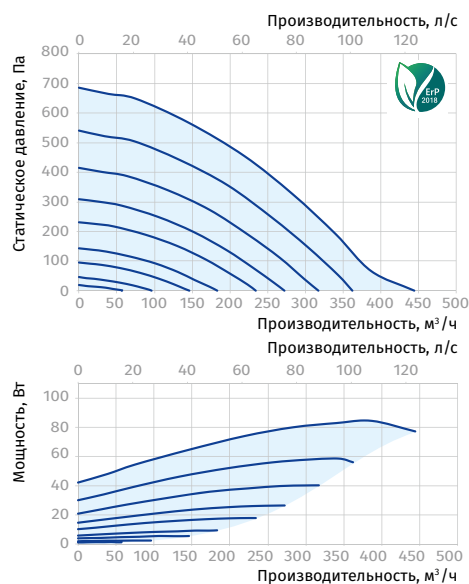 Производительность, л/с
0 20 40 60 80 100 120
Статическое давление, Па
800
700
600
500
400
300
200
100
0
ErP
2018
0 50 100 150 200 250 300 350 400 450 500
Производительность, м³/ч
Производительность, л/с
0 20 40 60 80 100 120
Мощность, Вт
100
80
60
40
20
0
0 50 100 150 200 250 300 350 400 450 500
Производительность, м³/ч